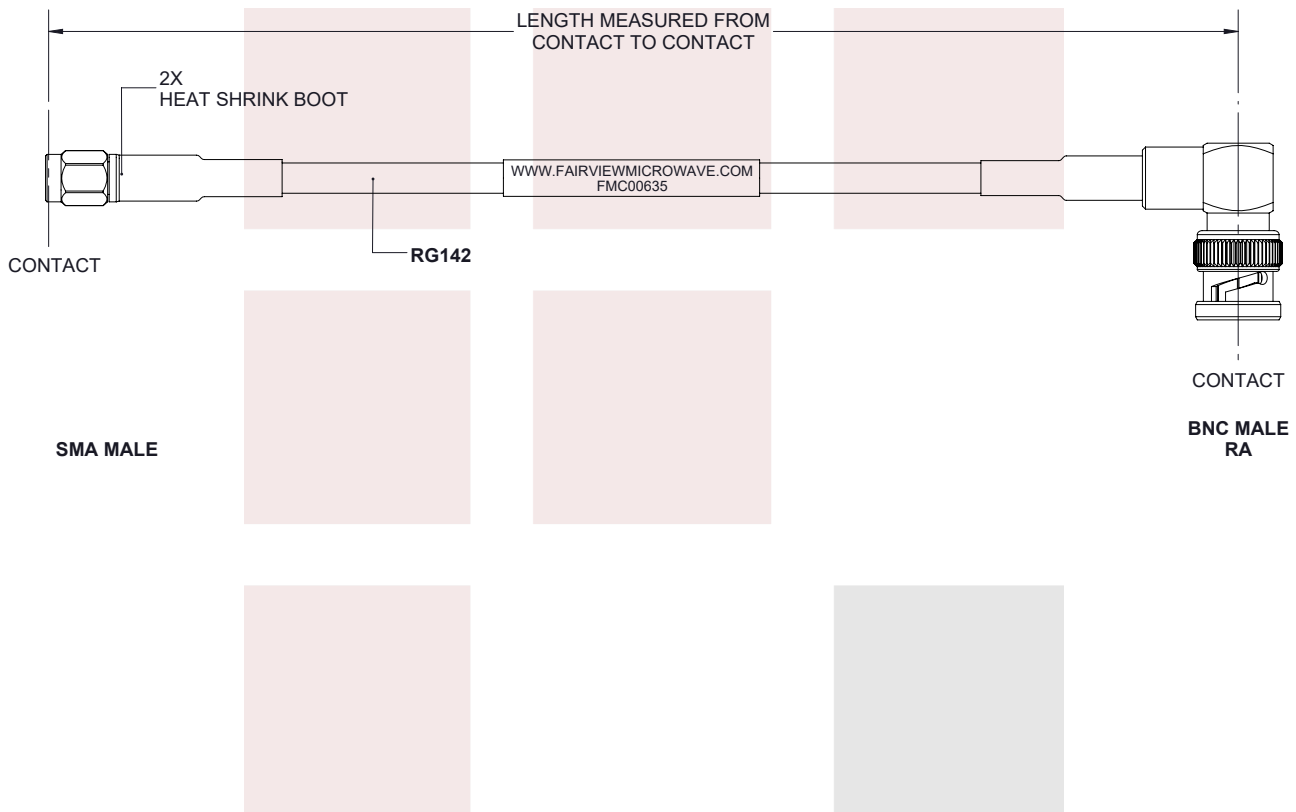 LENGTH MEASURED FROM
CONTACT TO CONTACT
2X
HEAT SHRINK BOOT
WWW.FAIRVIEWMICROWAVE.COM
FMC00635
RG142
CONTACT
CONTACT
SMA MALE
BNC MALE
RA